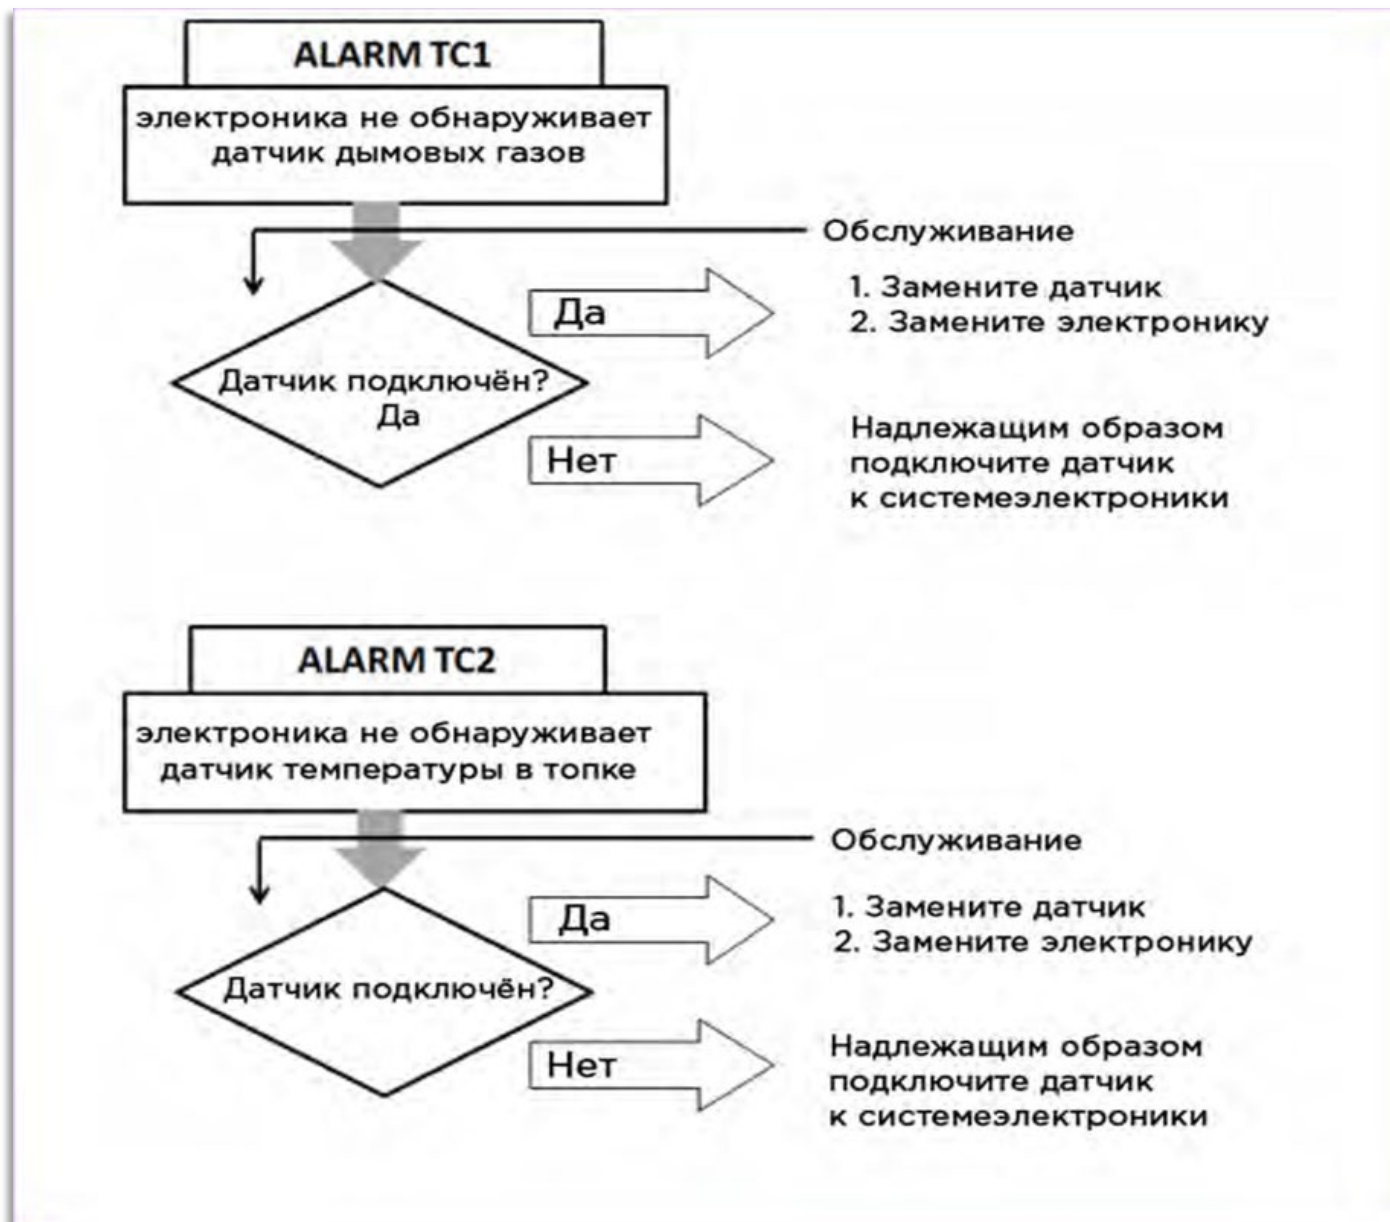 ALARM TC1
электроника не обнаруживает
датчик дымовых газов
Обслуживание
Да
1. Замените датчик
2. Замените электронику
Датчик подключён?
Да
Нет
Надлежащим образом
подключите датчик
к системеэлектроники
ALARM TC2
электроника не обнаруживает
датчик температуры в топке
Обслуживание
Да
1. Замените датчик
2. Замените электронику
Датчик подключён?
Нет
Надлежащим образом
подключите датчик
к системеэлектроники